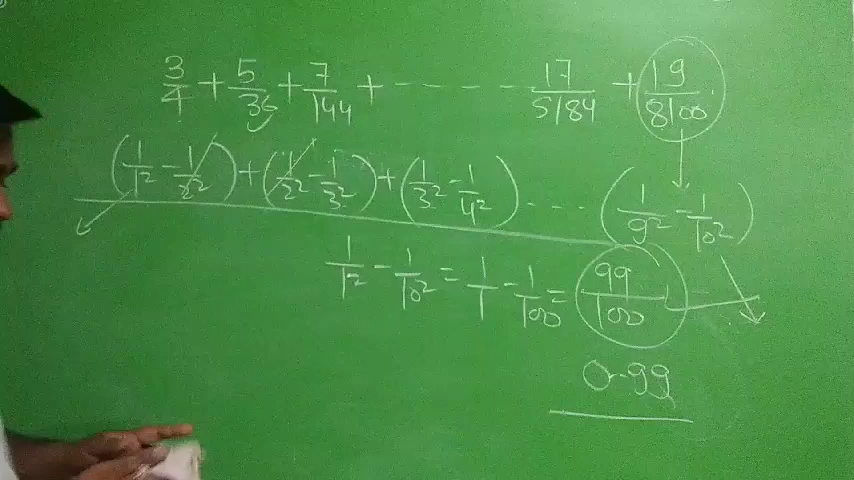 3/4 + 5/36 + 7/144 + ------ 17/5184 + 19/8100
(1/1² - 1/2²) + (1/2² - 1/3²) + (1/3² - 1/4²) ---- (1/9² - 1/10²)
1/1² - 1/10² = 1/1 - 1/100 = 99/100
0.99